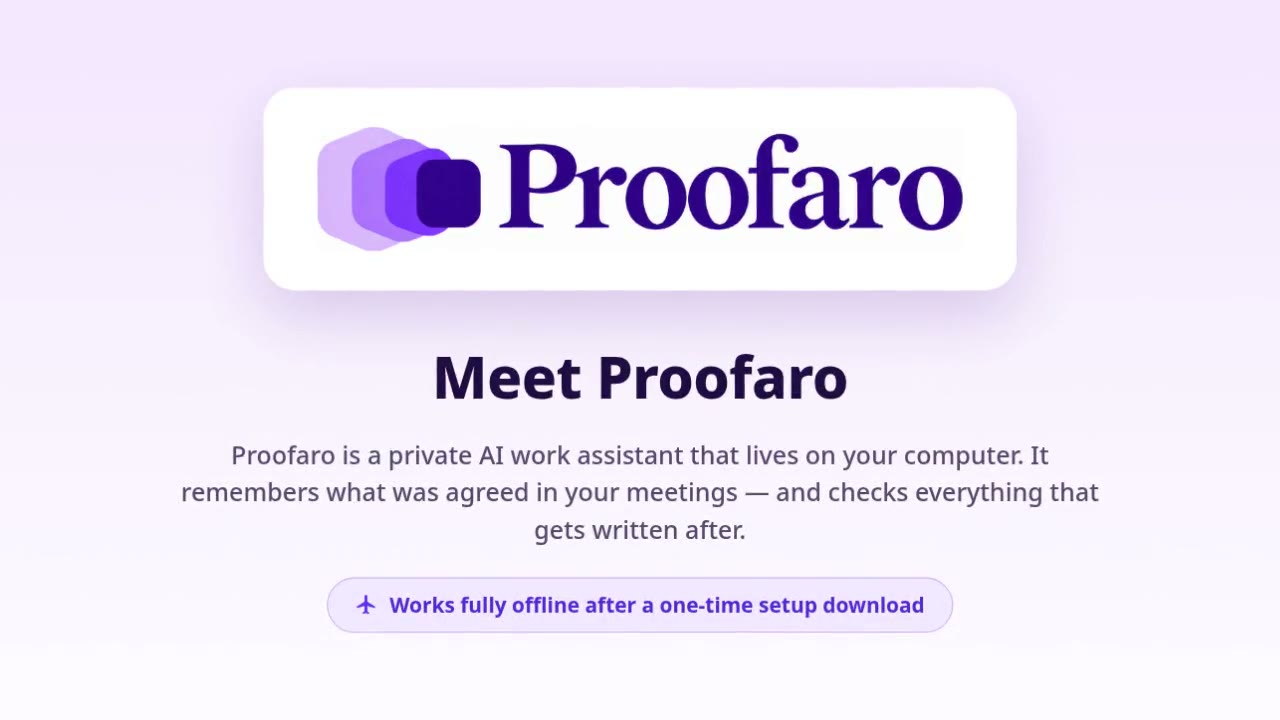 Proofaro
Meet Proofaro
Proofaro is a private AI work assistant that lives on your computer. It
remembers what was agreed in your meetings — and checks everything that
gets written after.
Works fully offline after a one-time setup download